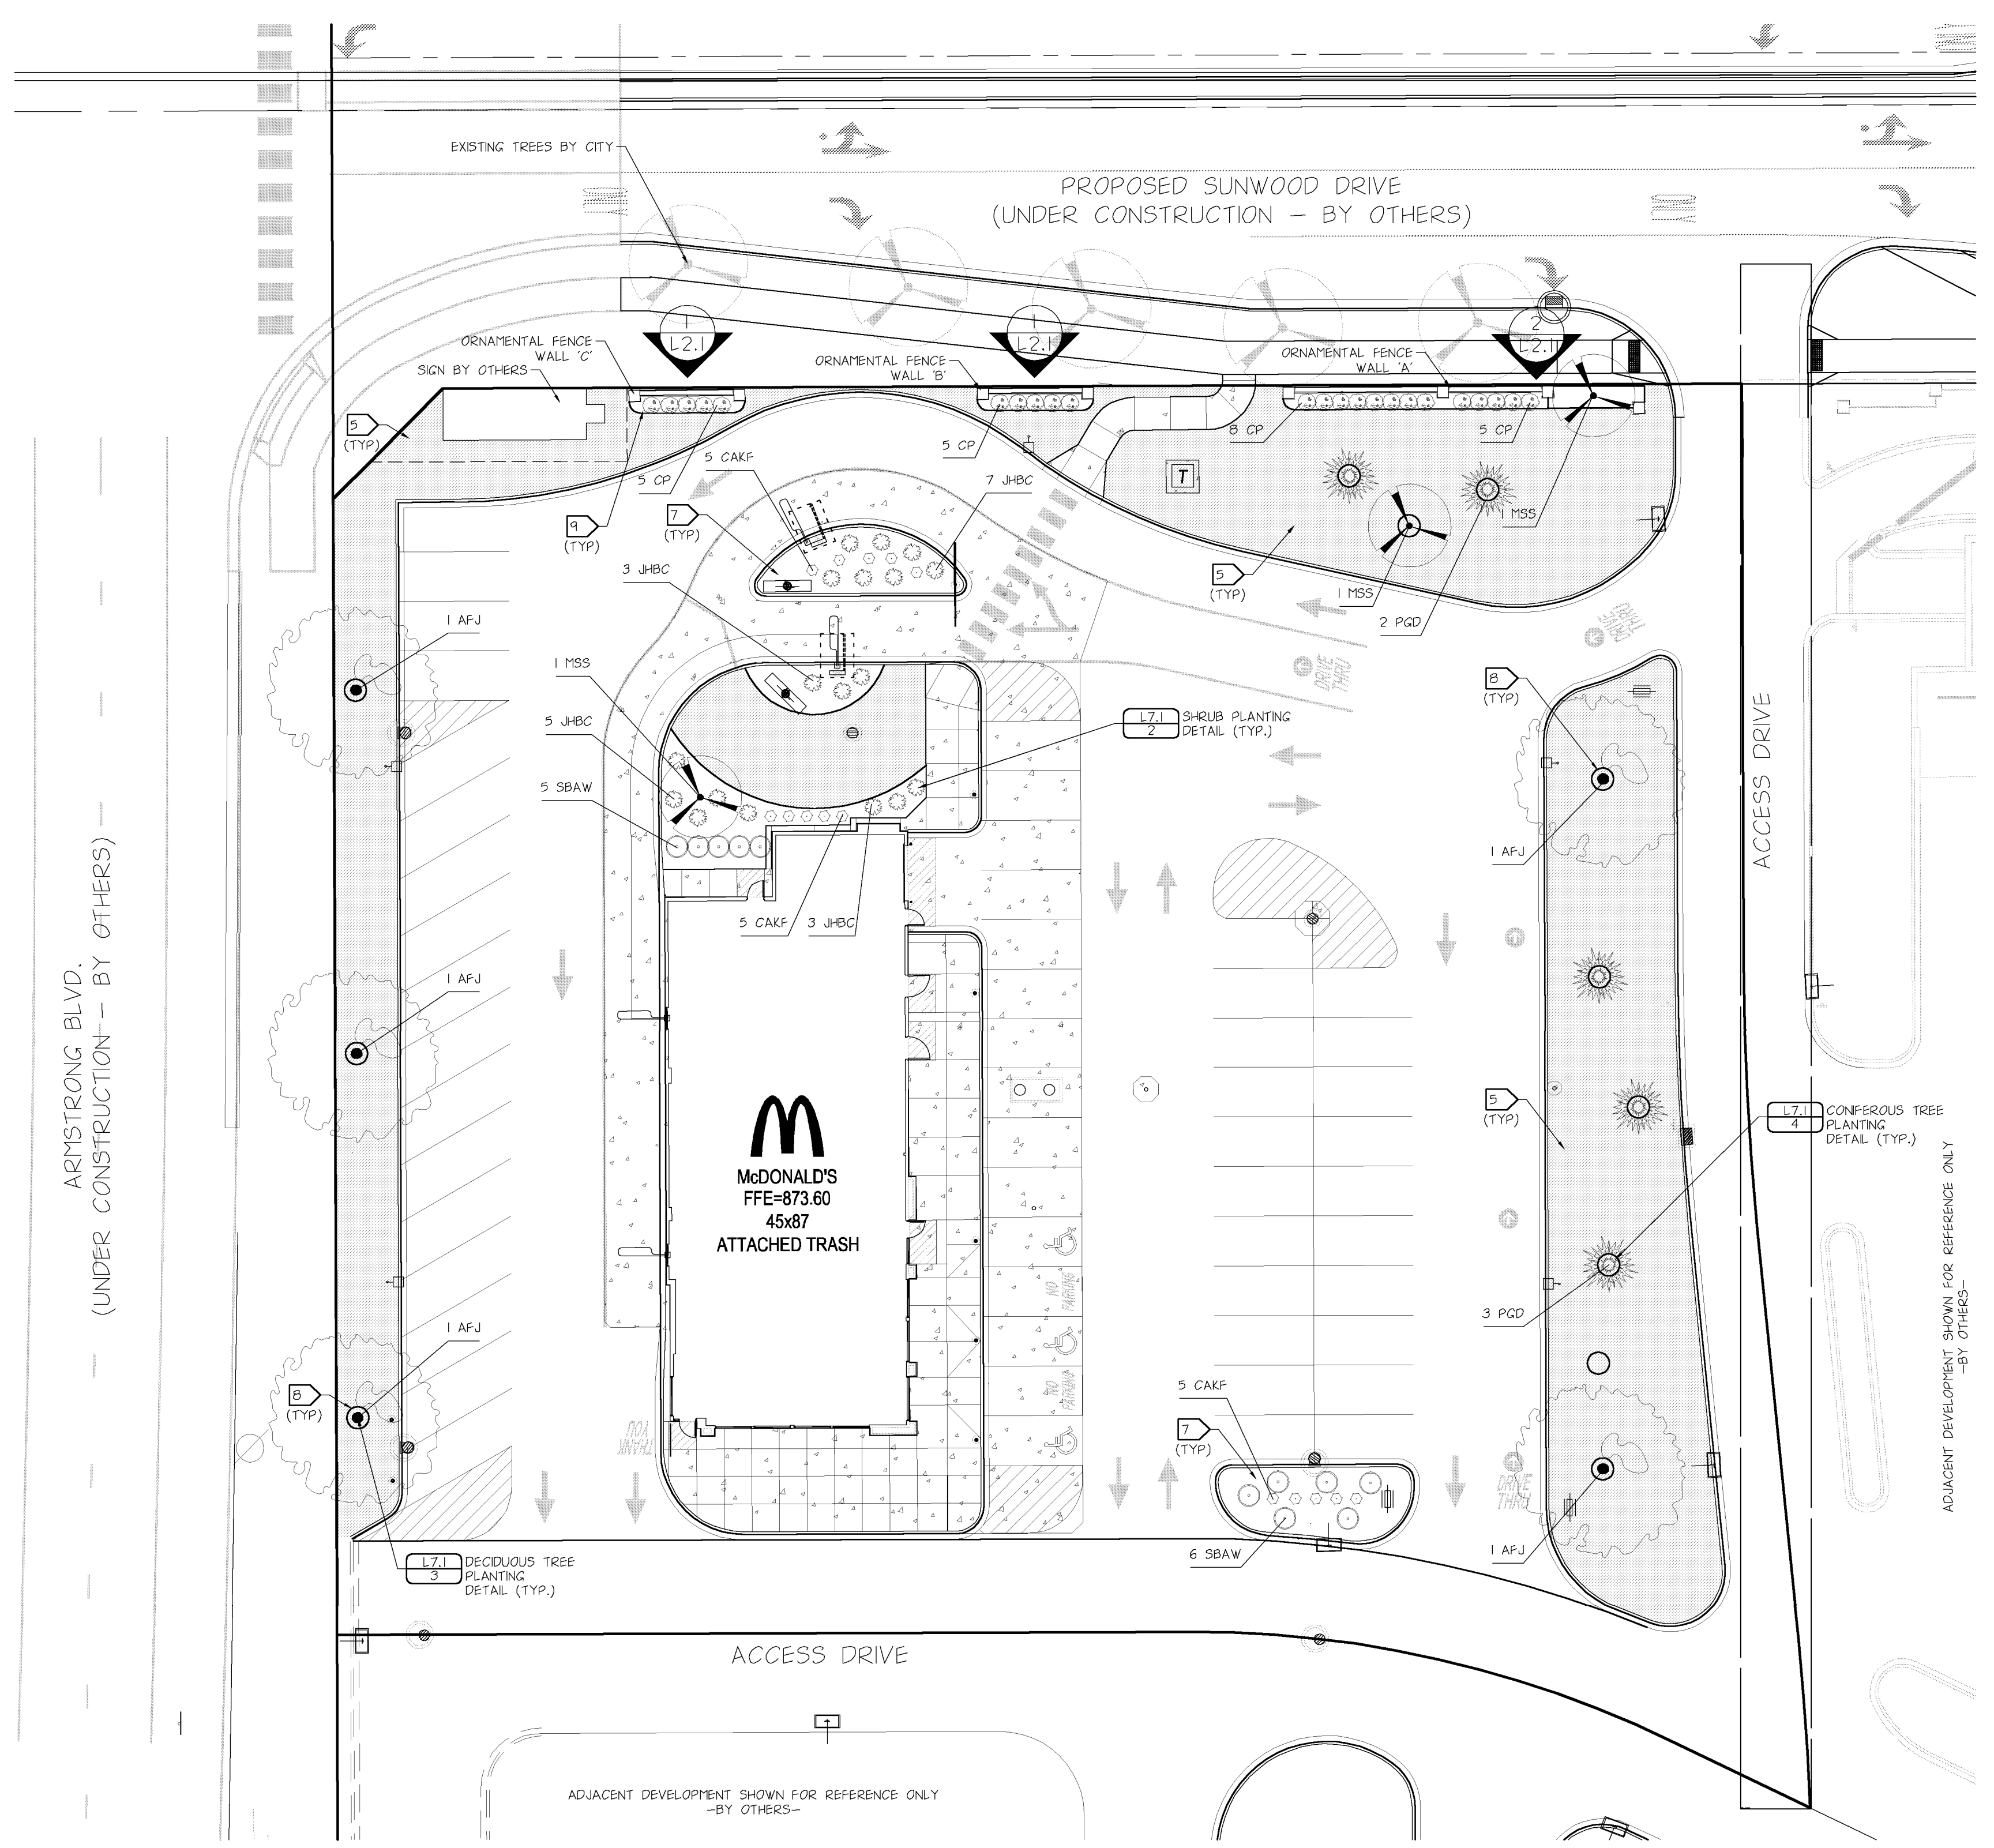 EXISTING TREES BY CITY
PROPOSED SUNWOOD DRIVE
(UNDER CONSTRUCTION – BY OTHERS)
ONLY
ONLY
ORNAMENTAL FENCE
WALL 'C'
SIGN BY OTHERS
1
L2.1
ORNAMENTAL FENCE
WALL 'B'
1
L2.1
ORNAMENTAL FENCE
WALL 'A'
2
L2.1
5
(TYP)
5 CP
5 CP
8 CP
5 CP
5 CAKF
7 JHBC
T
1 MSS
9
(TYP)
7
(TYP)
3 JHBC
5
(TYP)
1 MSS
2 PGD
DRIVE
THRU
DRIVE
THRU
1 AFJ
1 MSS
5 JHBC
5 SBAW
L7.1
2
SHRUB PLANTING
DETAIL (TYP.)
8
(TYP)
1 AFJ
ACCESS DRIVE
5 CAKF
3 JHBC
1 AFJ
ARMSTRONG BLVD.
(UNDER CONSTRUCTION – BY OTHERS)
McDONALD'S
FFE=873.60
45x87
ATTACHED TRASH
5
(TYP)
L7.1
4
CONIFEROUS TREE
PLANTING
DETAIL (TYP.)
ADJACENT DEVELOPMENT SHOWN FOR REFERENCE ONLY
–BY OTHERS–
NO
PARKING
NO
PARKING
3 PGD
1 AFJ
8
(TYP)
THANK
YOU
5 CAKF
7
(TYP)
DRIVE
THRU
6 SBAW
1 AFJ
L7.1
3
DECIDUOUS TREE
PLANTING
DETAIL (TYP.)
ACCESS DRIVE
ADJACENT DEVELOPMENT SHOWN FOR REFERENCE ONLY
–BY OTHERS–